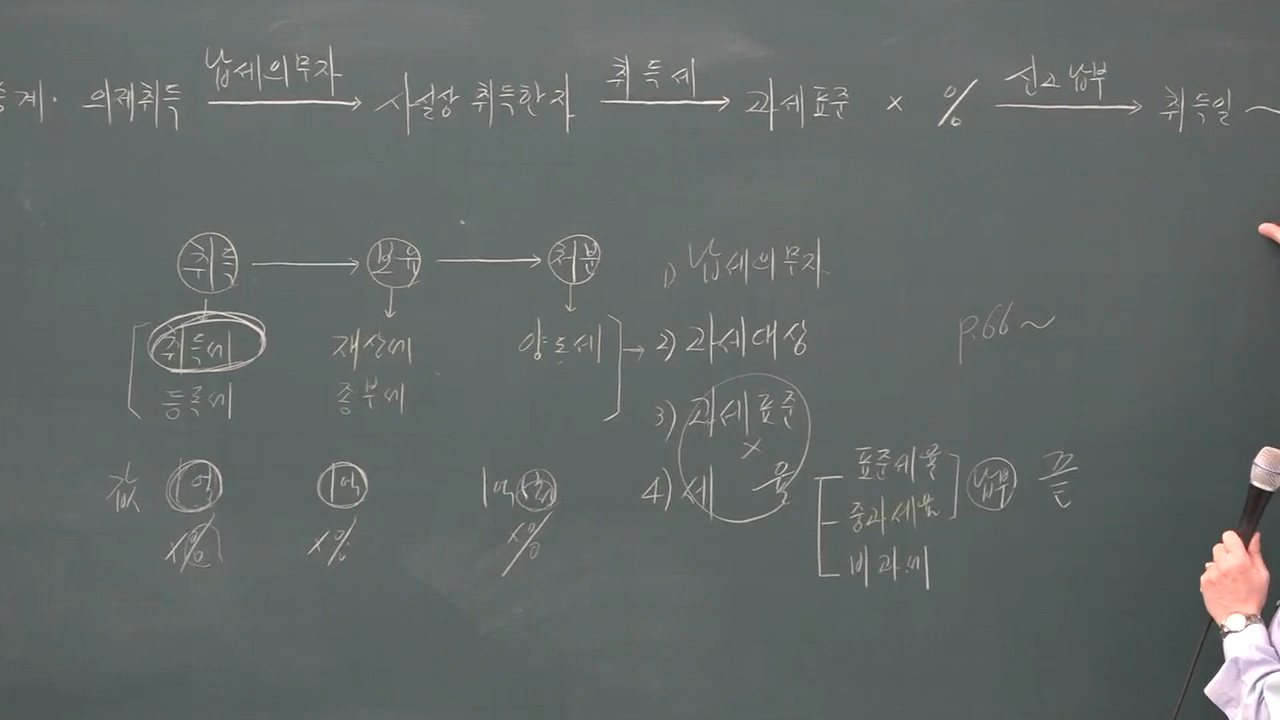 계· 의제취득 납세의무자 → 사실상 취득한 자 취득세 → 과세표준 × % 신고납부 → 취득일 ~
취득 → 보유 → 처분
취득세 재산세 양도세
등록세 종부세
1) 납세의무자
2) 과세대상
3) 과세표준
×
4) 세 율
p.66~
표준세율
중과세율
비과세
납부 끝
값 1억 1억 1억
×% ×% ×%